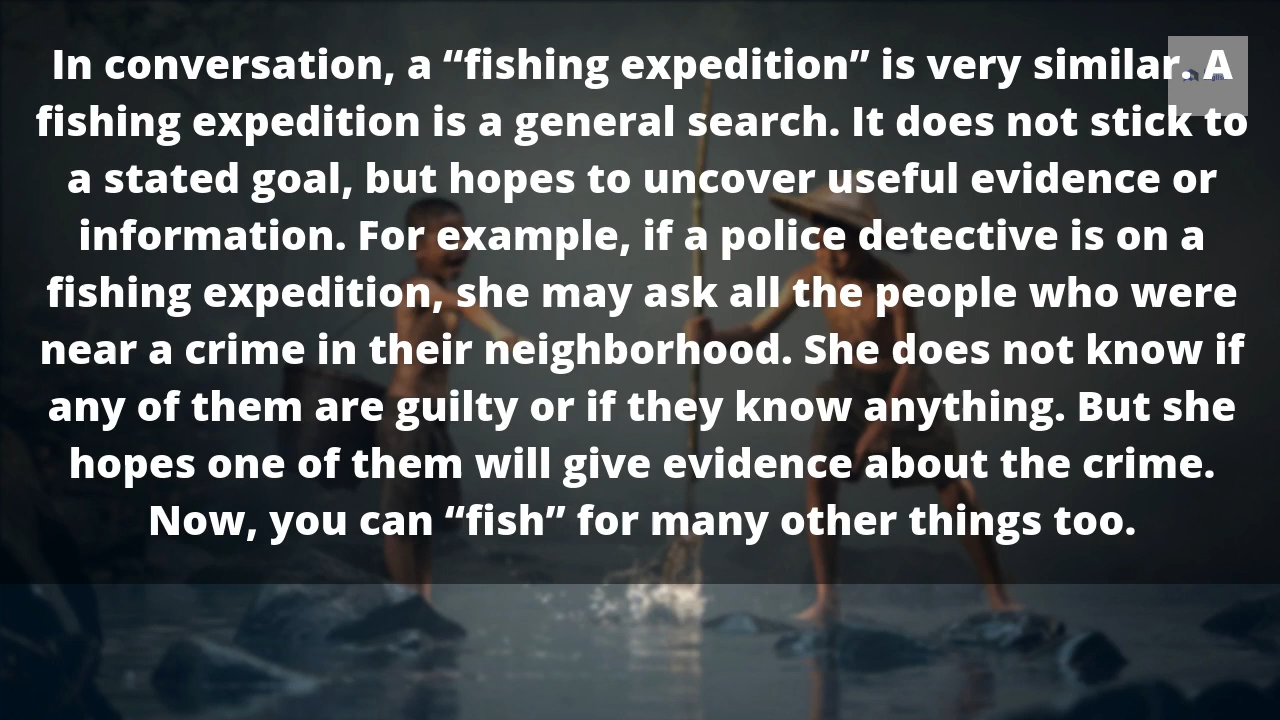 In conversation, a “fishing expedition” is very similar. A
fishing expedition is a general search. It does not stick to
a stated goal, but hopes to uncover useful evidence or
information. For example, if a police detective is on a
fishing expedition, she may ask all the people who were
near a crime in their neighborhood. She does not know if
any of them are guilty or if they know anything. But she
hopes one of them will give evidence about the crime.
Now, you can “fish” for many other things too.